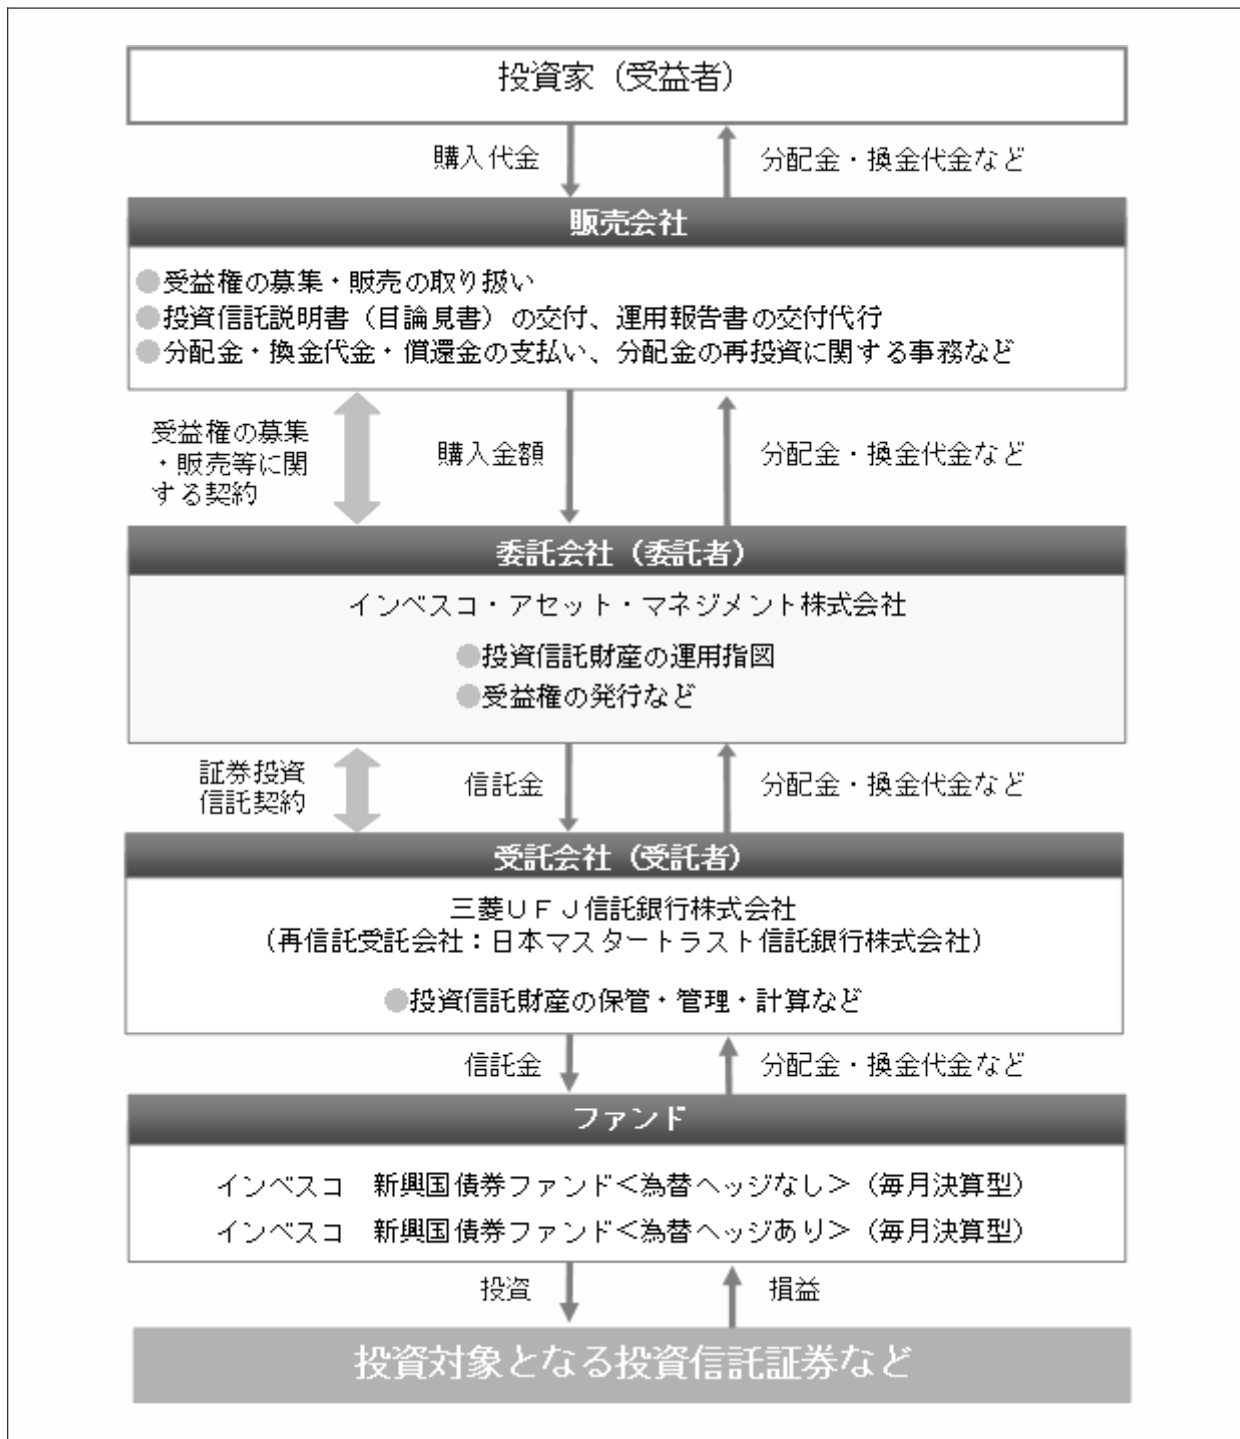 投資家（受益者）
購入代金
分配金・換金代金など
販売会社
●受益権の募集・販売の取り扱い
●投資信託説明書（目論見書）の交付、運用報告書の交付代行
●分配金・換金代金・償還金の支払い、分配金の再投資に関する事務など
受益権の募集
・販売等に関
する契約
購入金額
分配金・換金代金など
委託会社（委託者）
インベスコ・アセット・マネジメント株式会社
●投資信託財産の運用指図
●受益権の発行など
証券投資
信託契約
信託金
分配金・換金代金など
受託会社（受託者）
三菱ＵＦＪ信託銀行株式会社
（再信託受託会社：日本マスタートラスト信託銀行株式会社）
●投資信託財産の保管・管理・計算など
信託金
分配金・換金代金など
ファンド
インベスコ　新興国債券ファンド＜為替ヘッジなし＞（毎月決算型）
インベスコ　新興国債券ファンド＜為替ヘッジあり＞（毎月決算型）
投資
損益
投資対象となる投資信託証券など